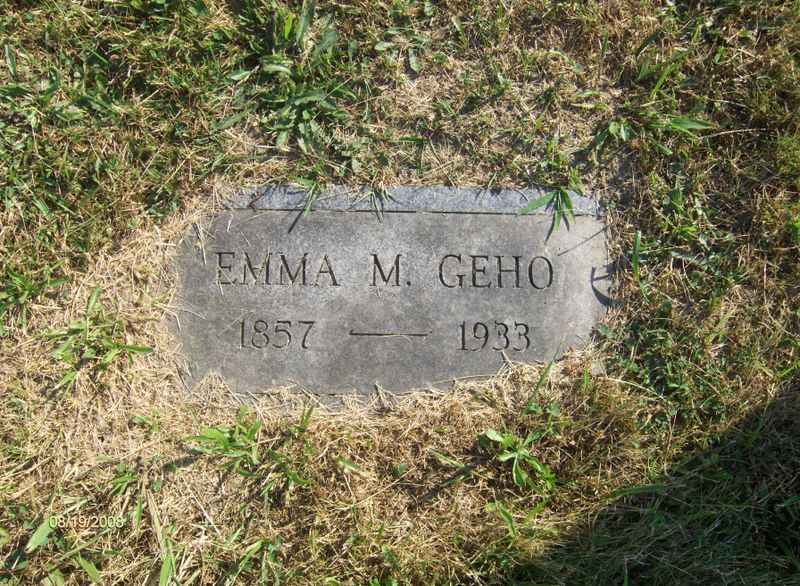 EMMA M. GEHO
1857 — 1933
08/19/2008